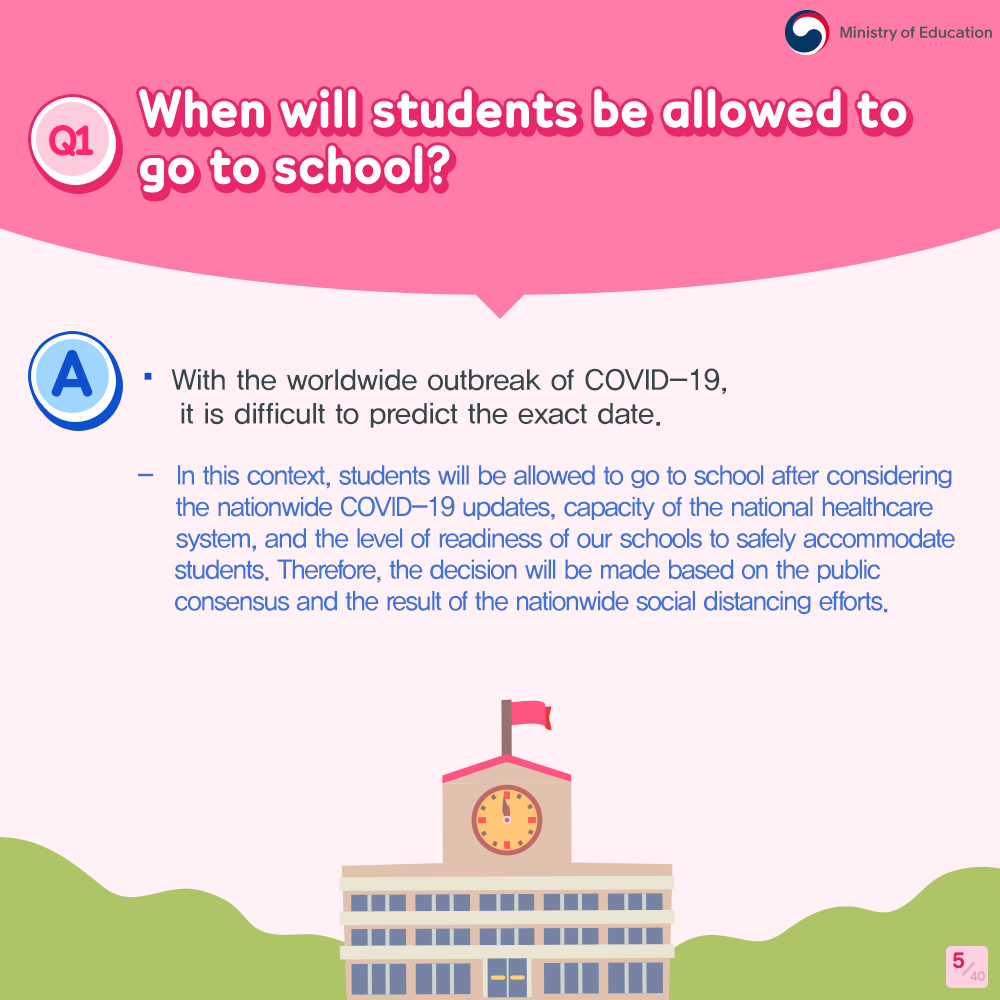 Ministry of Education
Q1
When will students be allowed to
go to school?
A
▪ With the worldwide outbreak of COVID-19,
it is difficult to predict the exact date.
– In this context, students will be allowed to go to school after considering
the nationwide COVID-19 updates, capacity of the national healthcare
system, and the level of readiness of our schools to safely accommodate
students. Therefore, the decision will be made based on the public
consensus and the result of the nationwide social distancing efforts.
5/40